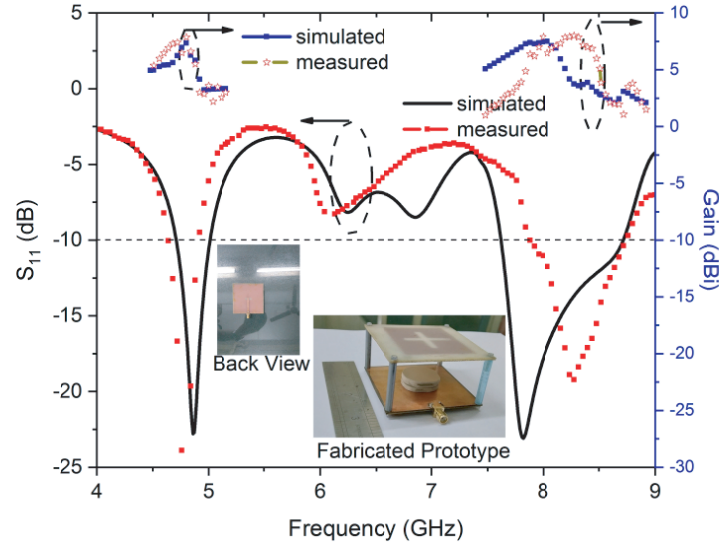 simulated
measured
simulated
measured
5
0
-5
-10
-15
-20
-25
S11 (dB)
10
5
0
-5
-10
-15
-20
-25
-30
Gain (dBi)
Back View
Fabricated Prototype
4
5
6
7
8
9
Frequency (GHz)